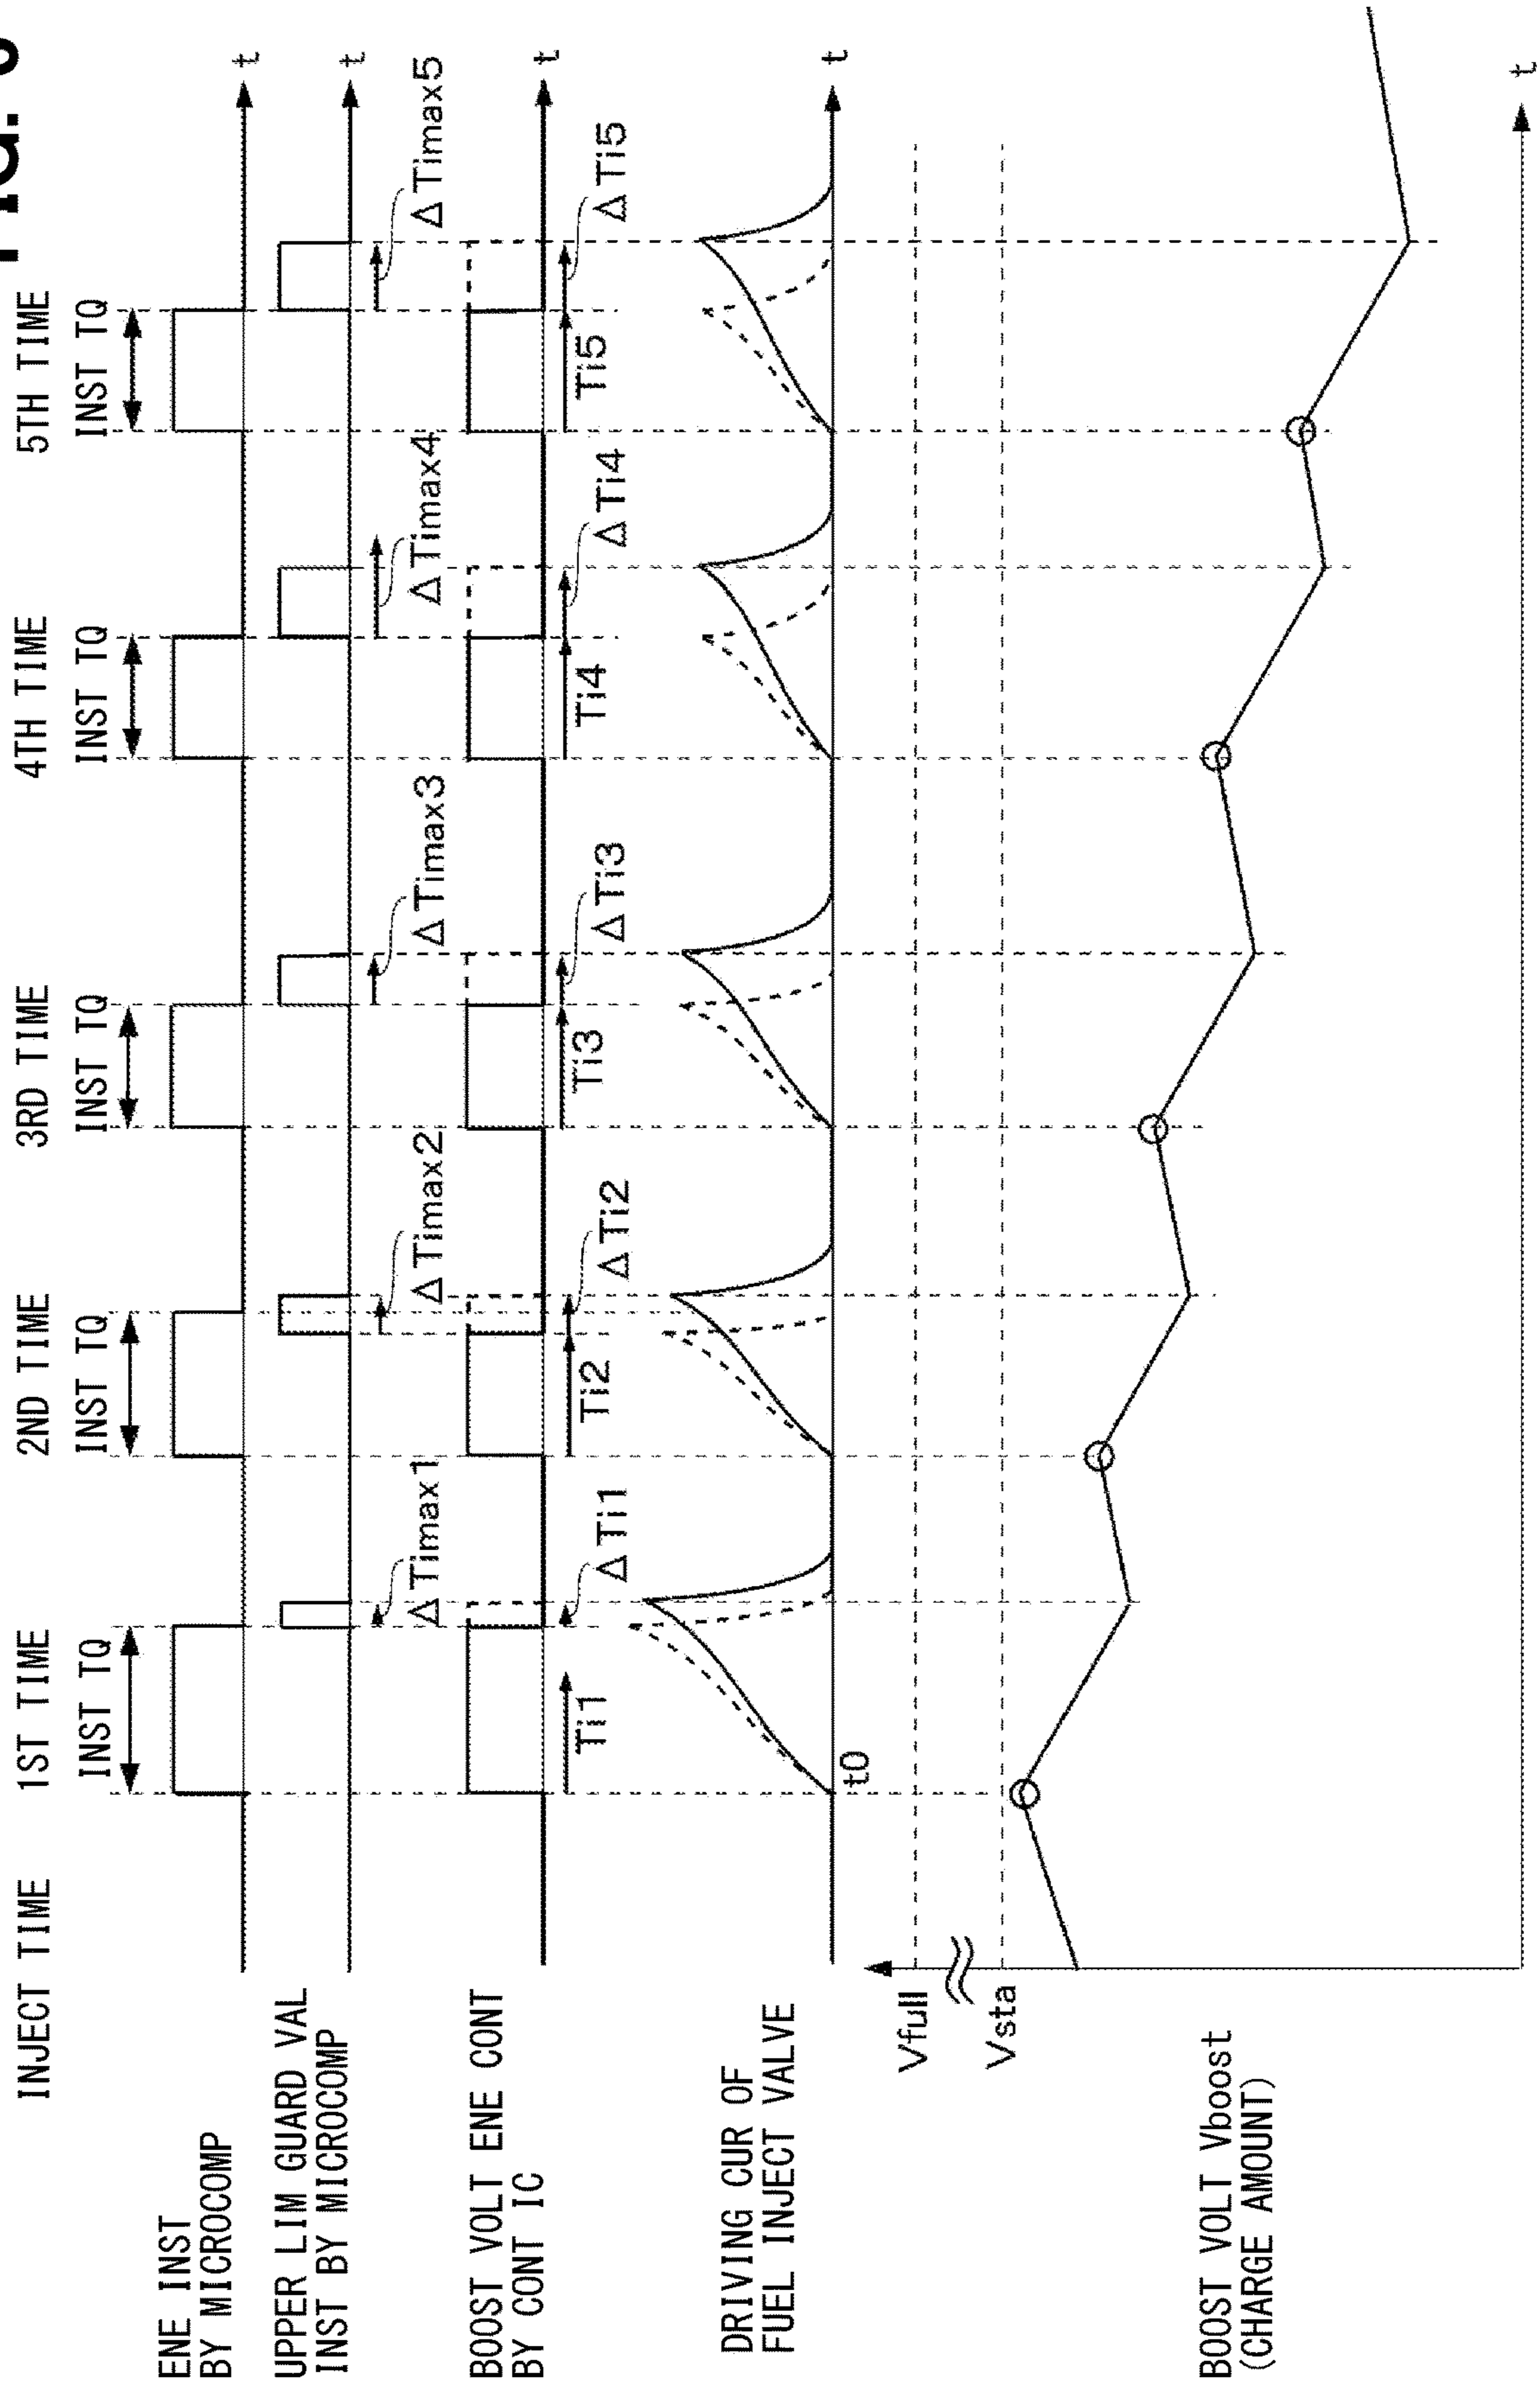 INJECT TIME
1ST TIME
2ND TIME
3RD TIME
4TH TIME
5TH TIME
INST TQ
INST TQ
INST TQ
INST TQ
INST TQ
ENE INST
BY MICROCOMP
t
UPPER LIM GUARD VAL
INST BY MICROCOMP
t
ΔTimax1
ΔTimax2
ΔTimax3
ΔTimax4
ΔTimax5
BOOST VOLT ENE CONT
BY CONT IC
t
Ti1
ΔTi1
Ti2
ΔTi2
Ti3
ΔTi3
Ti4
ΔTi4
Ti5
ΔTi5
DRIVING CUR OF
FUEL INJECT VALVE
t0
t
Vfull
Vsta
BOOST VOLT Vboost
(CHARGE AMOUNT)
t